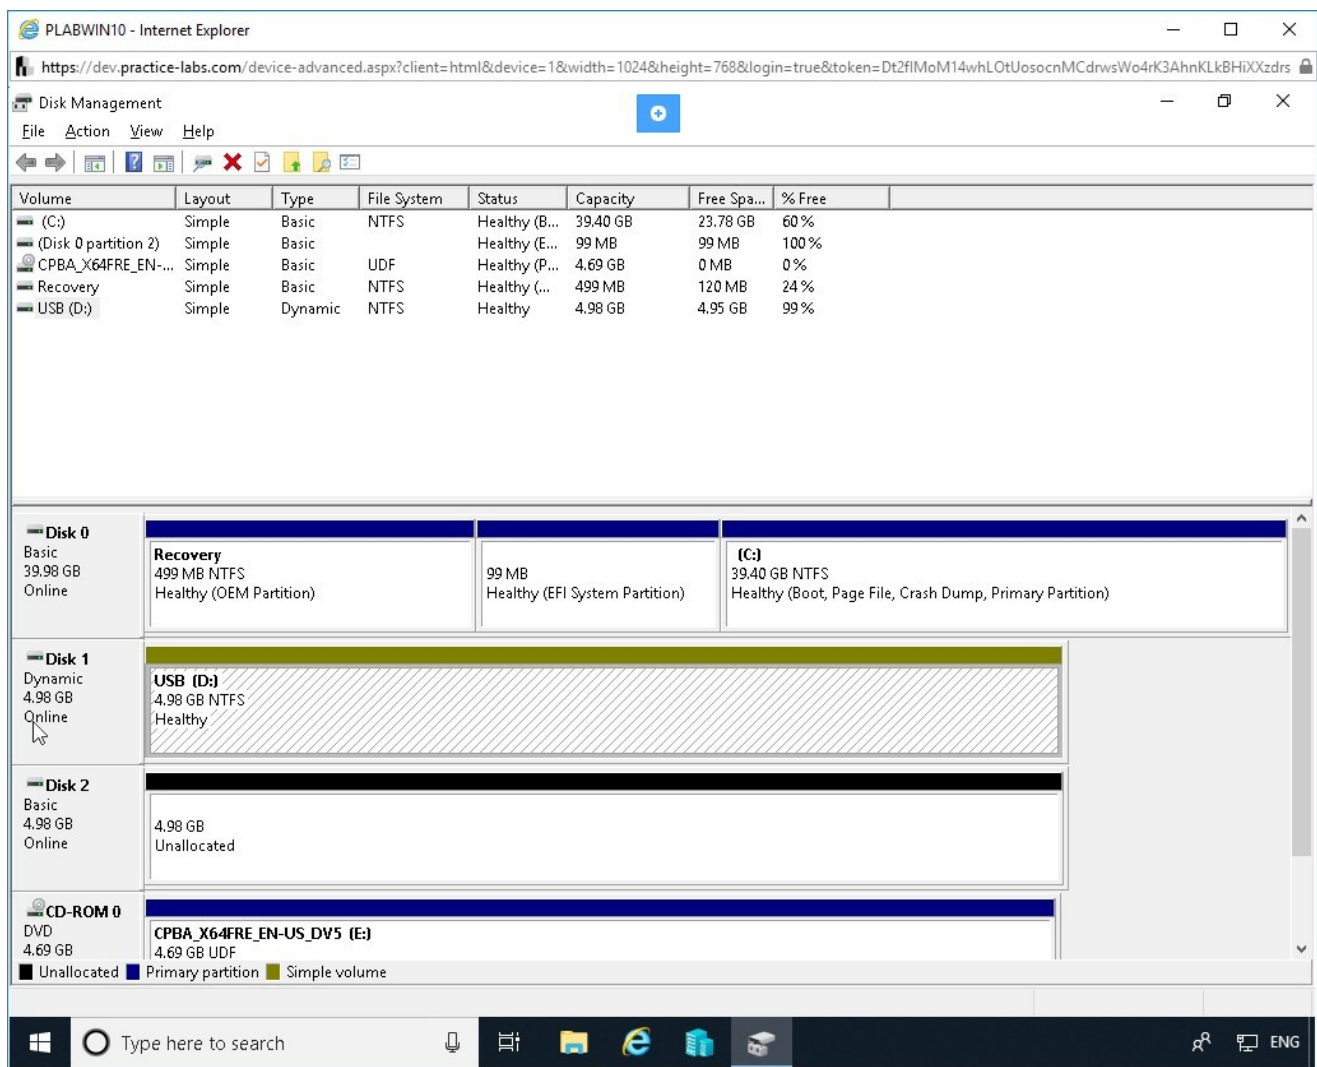 PLABWIN10 - Internet Explorer
https://dev.practice-labs.com/device-advanced.aspx?client=html&device=1&width=1024&height=768&login=true&token=Dt2flMoM14whLOtUosocnMCdrwsWo4rK3AhnKLkBHiXXzdrs
Disk Management
File Action View Help
Volume Layout Type File System Status Capacity Free Spa... % Free
(C:) Simple Basic NTFS Healthy (B... 39.40 GB 23.78 GB 60 %
(Disk 0 partition 2) Simple Basic Healthy (E... 99 MB 99 MB 100 %
CPBA_X64FRE_EN-... Simple Basic UDF Healthy (P... 4.69 GB 0 MB 0 %
Recovery Simple Basic NTFS Healthy (... 499 MB 120 MB 24 %
USB (D:) Simple Dynamic NTFS Healthy 4.98 GB 4.95 GB 99 %
Disk 0
Basic
39.98 GB
Online
Recovery
499 MB NTFS
Healthy (OEM Partition)
99 MB
Healthy (EFI System Partition)
(C:)
39.40 GB NTFS
Healthy (Boot, Page File, Crash Dump, Primary Partition)
Disk 1
Dynamic
4.98 GB
Online
USB (D:)
4.98 GB NTFS
Healthy
Disk 2
Basic
4.98 GB
Online
4.98 GB
Unallocated
CD-ROM 0
DVD
4.69 GB
CPBA_X64FRE_EN-US_DV5 (E:)
4.69 GB UDF
Unallocated Primary partition Simple volume
Type here to search
ENG